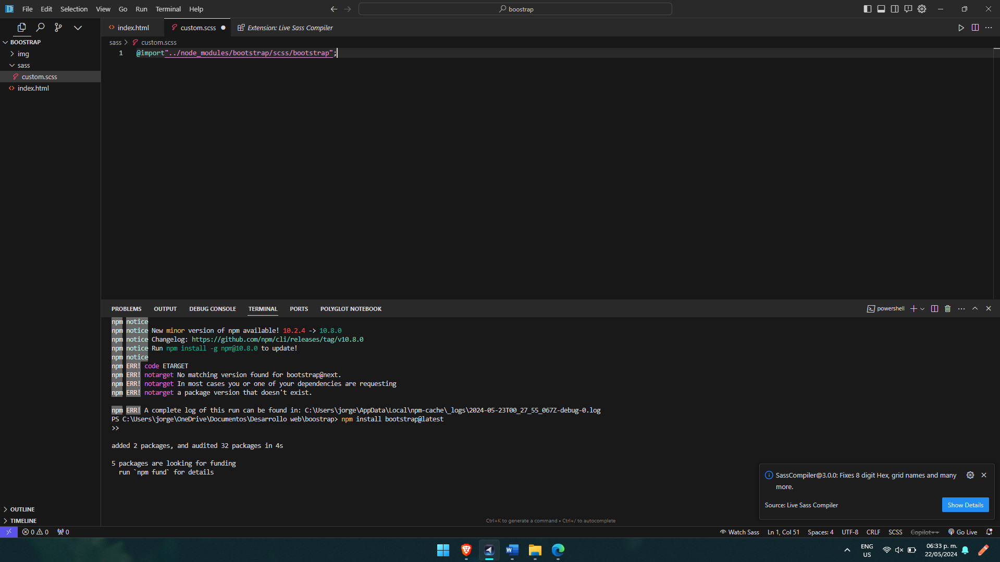 File Edit Selection View Go Run Terminal Help
boostrap
index.html custom.scss Extension: Live Sass Compiler
BOOSTRAP
img
sass
custom.scss
index.html
OUTLINE
TIMELINE
sass > custom.scss
1 @import"../node_modules/bootstrap/scss/bootstrap";
PROBLEMS OUTPUT DEBUG CONSOLE TERMINAL PORTS POLYGLOT NOTEBOOK
powershell
npm notice
npm notice New minor version of npm available! 10.2.4 -> 10.8.0
npm notice Changelog: https://github.com/npm/cli/releases/tag/v10.8.0
npm notice Run npm install -g npm@10.8.0 to update!
npm notice
npm ERR! code ETARGET
npm ERR! notarget No matching version found for bootstrap@next.
npm ERR! notarget In most cases you or one of your dependencies are requesting
npm ERR! notarget a package version that doesn't exist.
npm ERR! A complete log of this run can be found in: C:\Users\jorge\AppData\Local\npm-cache\_logs\2024-05-23T00_27_55_067Z-debug-0.log
PS C:\Users\jorge\OneDrive\Documentos\Desarrollo web\boostrap> npm install bootstrap@latest
>>
added 2 packages, and audited 32 packages in 4s
5 packages are looking for funding
run `npm fund` for details
SassCompiler@3.0.0: Fixes 8 digit Hex, grid names and many
more.
Source: Live Sass Compiler
Show Details
Ctrl+K to generate a command • Ctrl+/ to autocomplete
0 0 0
Watch Sass Ln 1, Col 51 Spaces: 4 UTF-8 CRLF SCSS Copilot++ Go Live
ENG
US
06:33 p. m.
22/05/2024